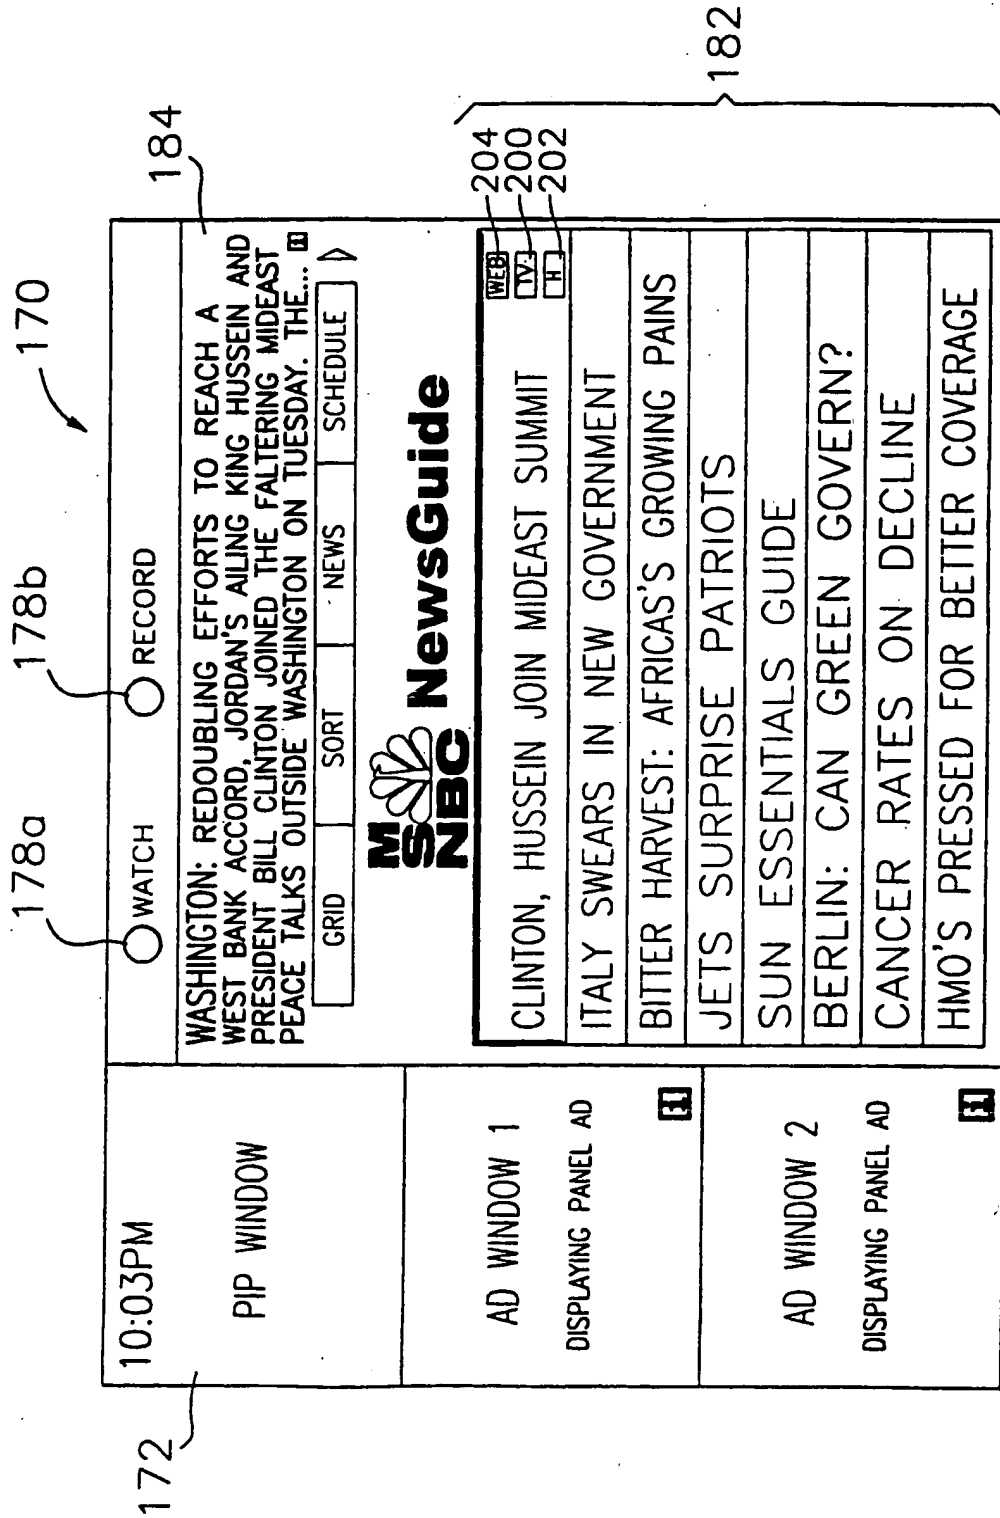 170
178a
178b
184
172
10:03PM
PIP WINDOW
WATCH
RECORD
WASHINGTON: REDOUBLING EFFORTS TO REACH A
WEST BANK ACCORD, JORDAN'S AILING KING HUSSEIN AND
PRESIDENT BILL CLINTON JOINED THE FALTERING MIDEAST
PEACE TALKS OUTSIDE WASHINGTON ON TUESDAY. THE... i
GRID SORT NEWS SCHEDULE
MSNBC NewsGuide
AD WINDOW 1
DISPLAYING PANEL AD
i
AD WINDOW 2
DISPLAYING PANEL AD
i
WEB 204
TV 200
H 202
CLINTON, HUSSEIN JOIN MIDEAST SUMMIT
ITALY SWEARS IN NEW GOVERNMENT
BITTER HARVEST: AFRICAS'S GROWING PAINS
JETS SURPRISE PATRIOTS
SUN ESSENTIALS GUIDE
BERLIN: CAN GREEN GOVERN?
CANCER RATES ON DECLINE
HMO'S PRESSED FOR BETTER COVERAGE
182